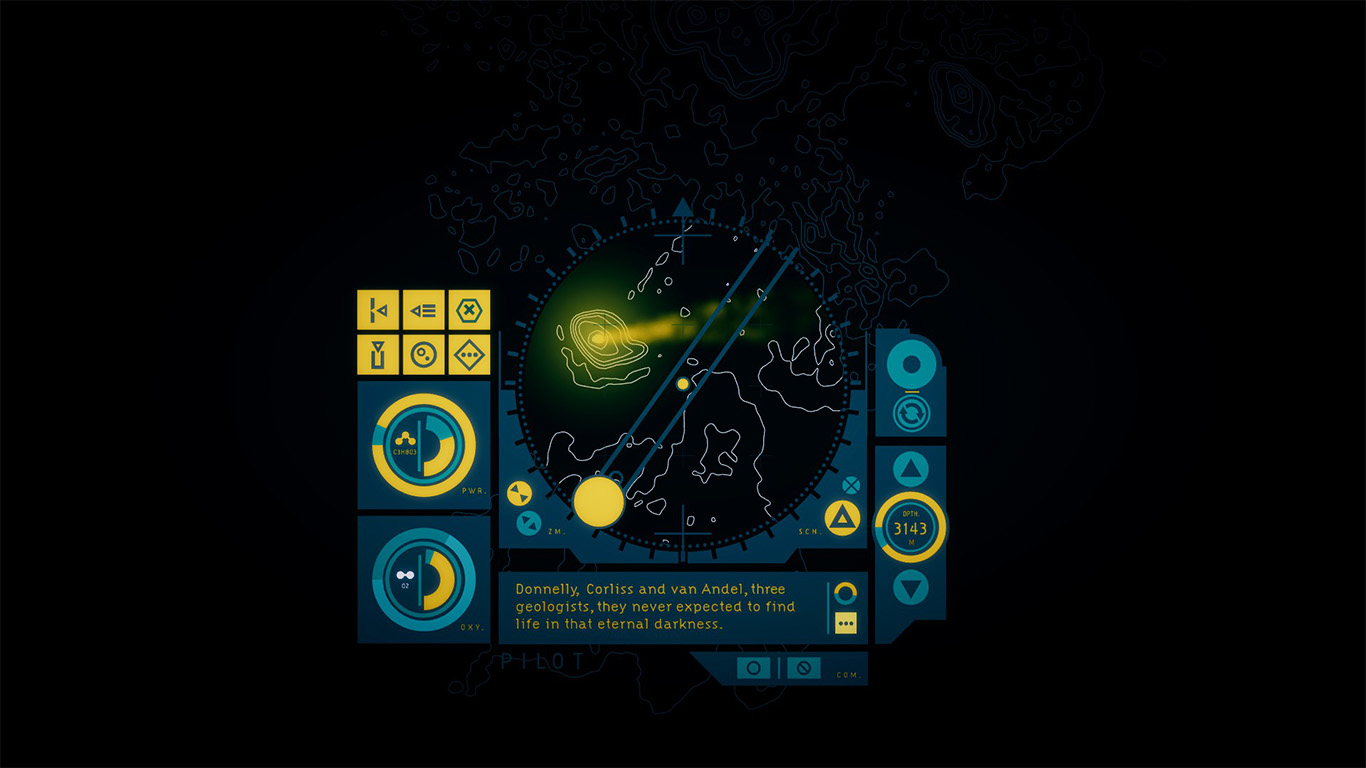 C3H8O3
PWR.
O2
OXY.
ZM.
SCN.
DPTH.
3143
M
Donnelly, Corliss and van Andel, three
geologists, they never expected to find
life in that eternal darkness.
PILOT
COM.